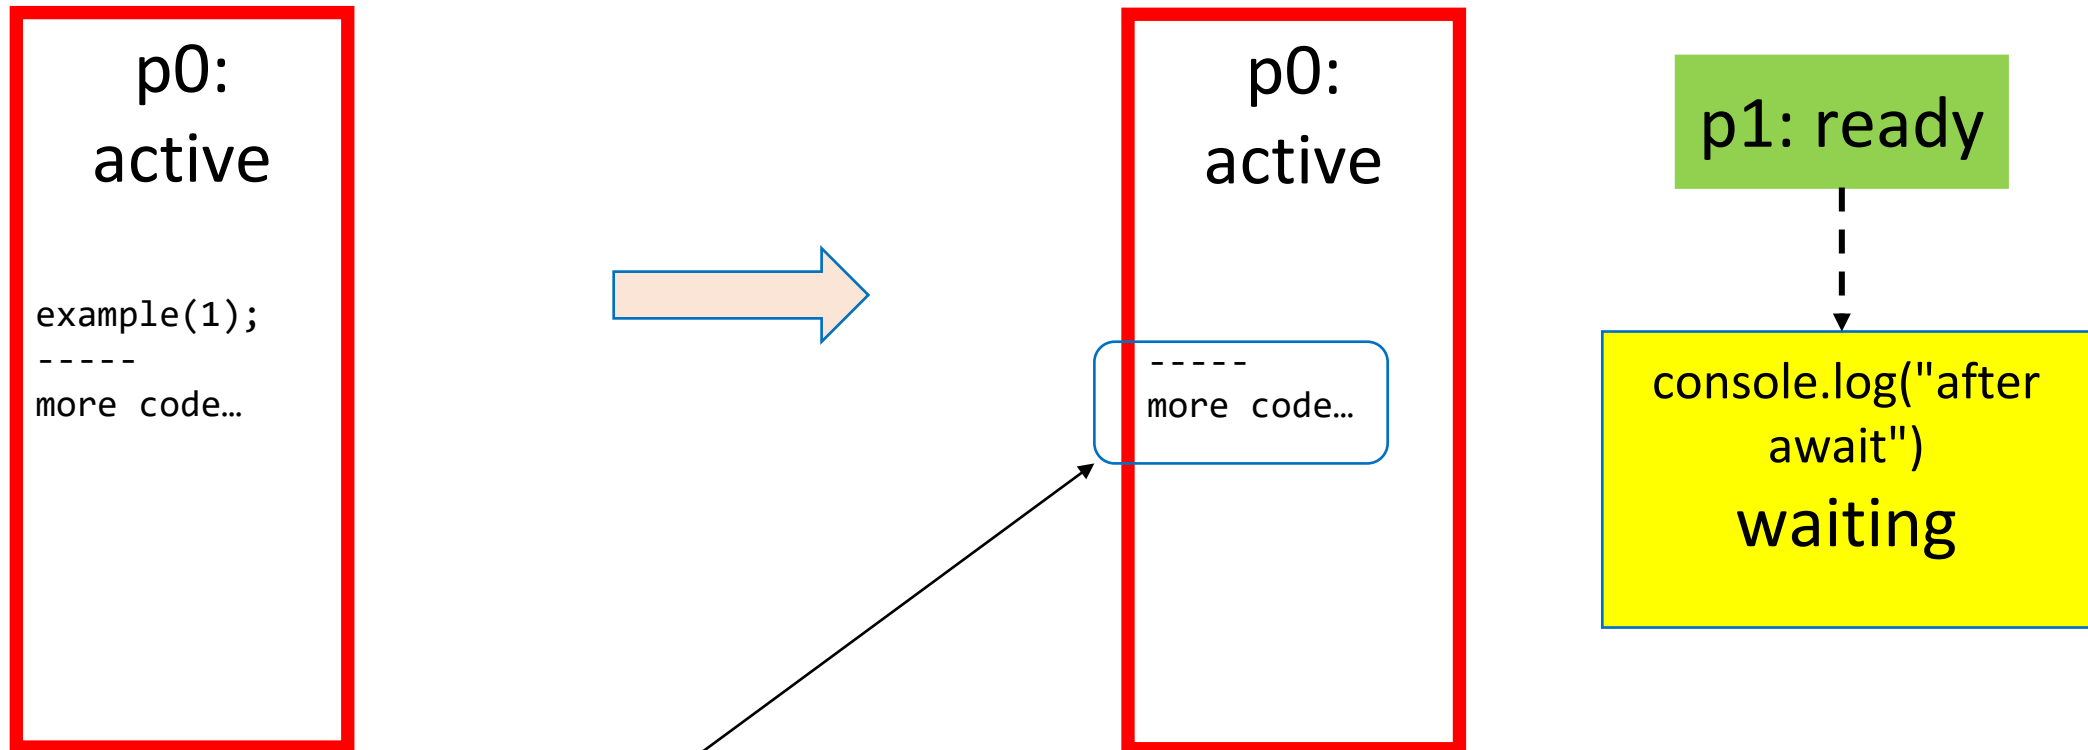 p0:
active
example(1);
-----
more code…
p0:
active
-----
more code…
p1: ready
console.log("after
await")
waiting